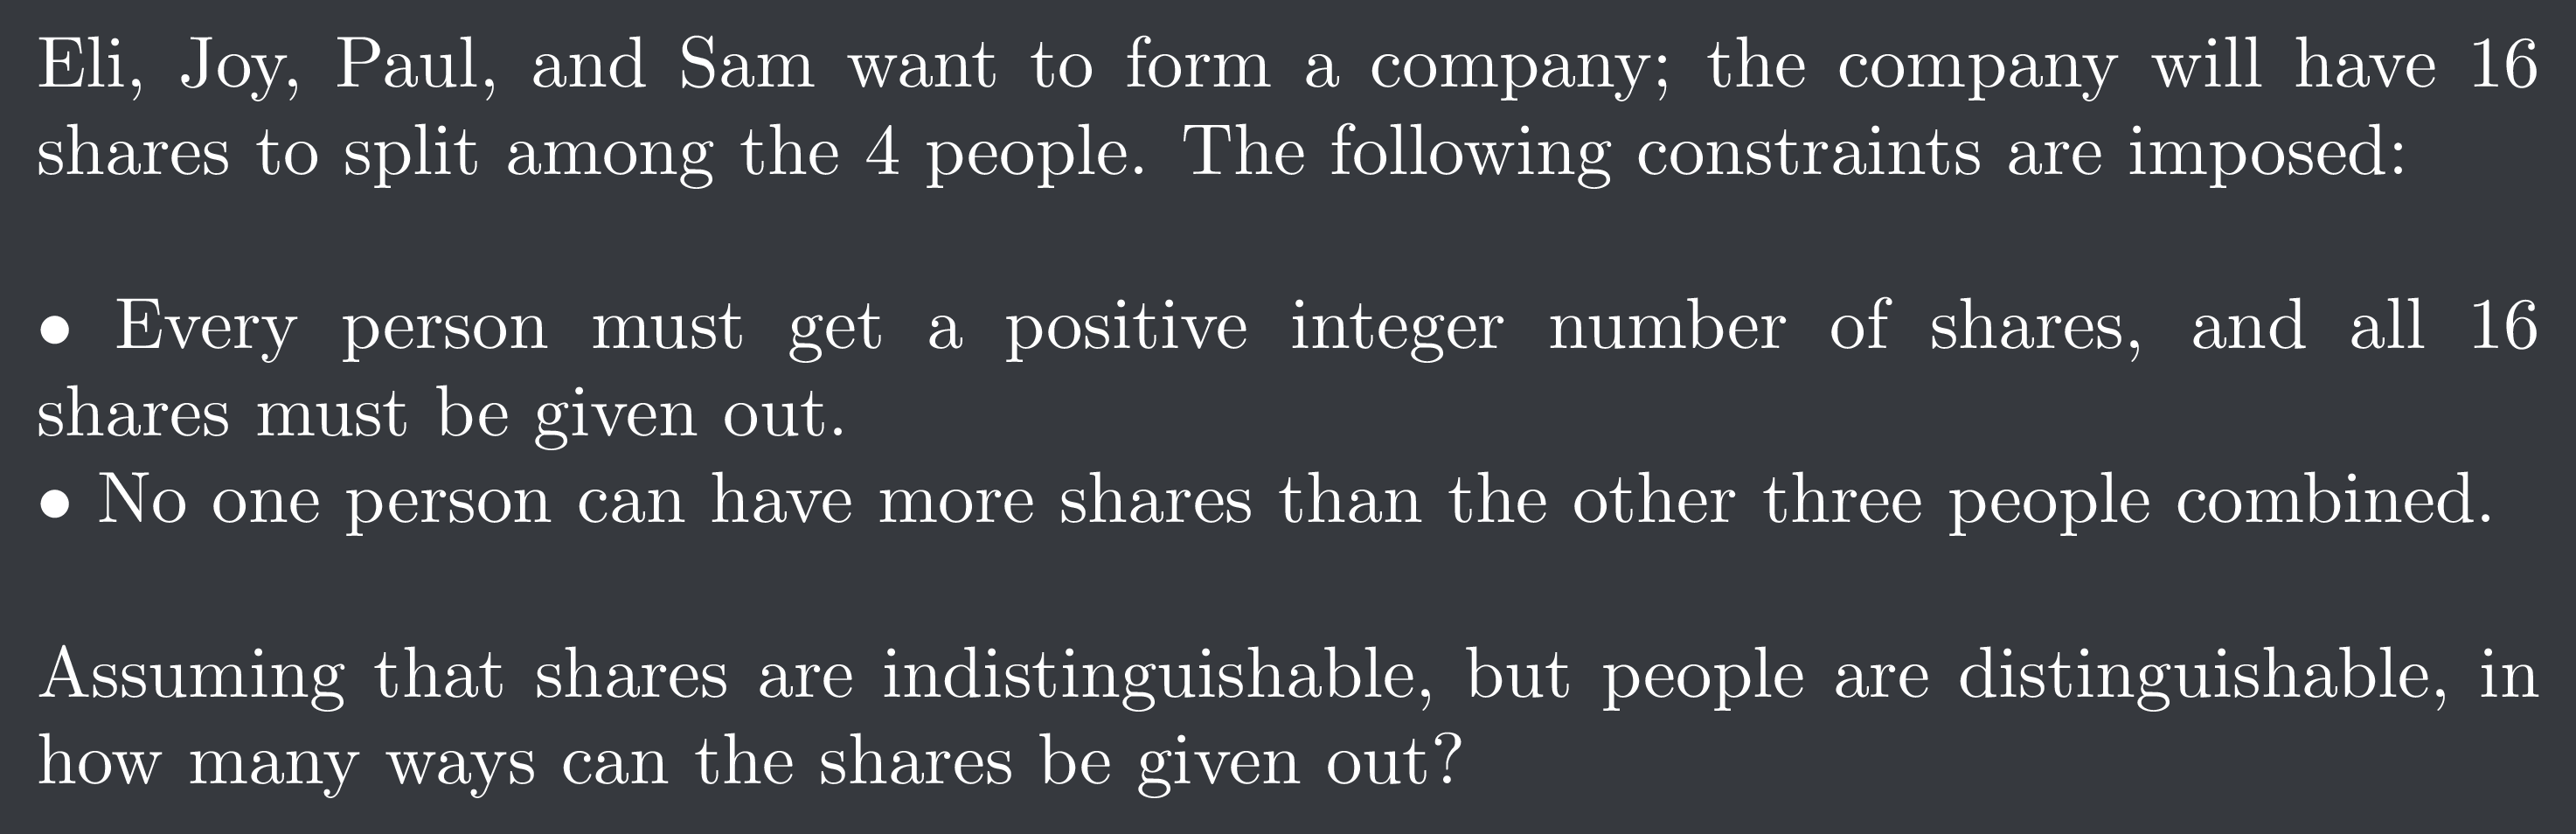 Eli, Joy, Paul, and Sam want to form a company; the company will have 16
shares to split among the 4 people. The following constraints are imposed:
• Every person must get a positive integer number of shares, and all 16
shares must be given out.
• No one person can have more shares than the other three people combined.
Assuming that shares are indistinguishable, but people are distinguishable, in
how many ways can the shares be given out?